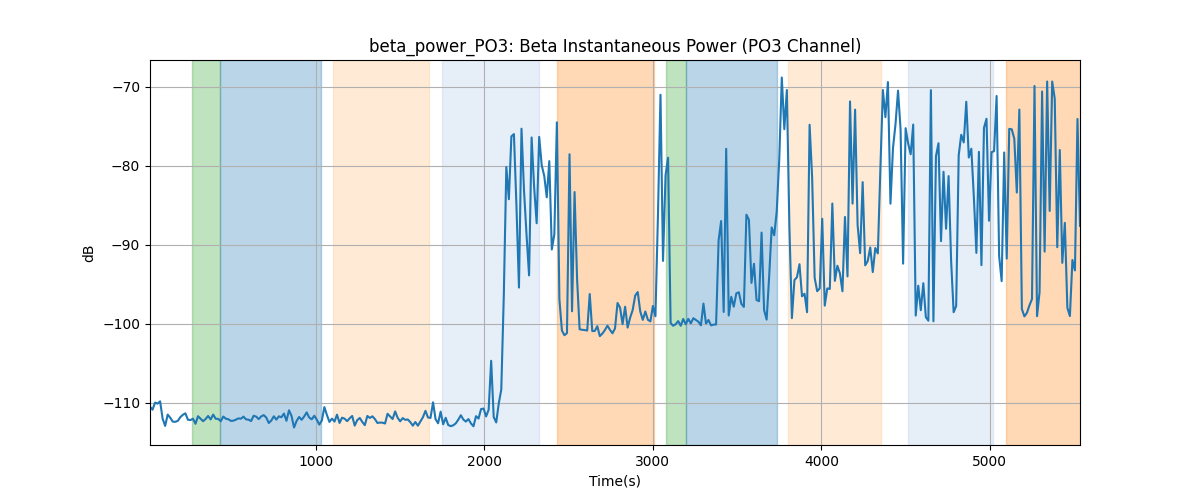 beta_power_PO3: Beta Instantaneous Power (PO3 Channel)
dB
−70
−80
−90
−100
−110
1000 2000 3000 4000 5000
Time(s)